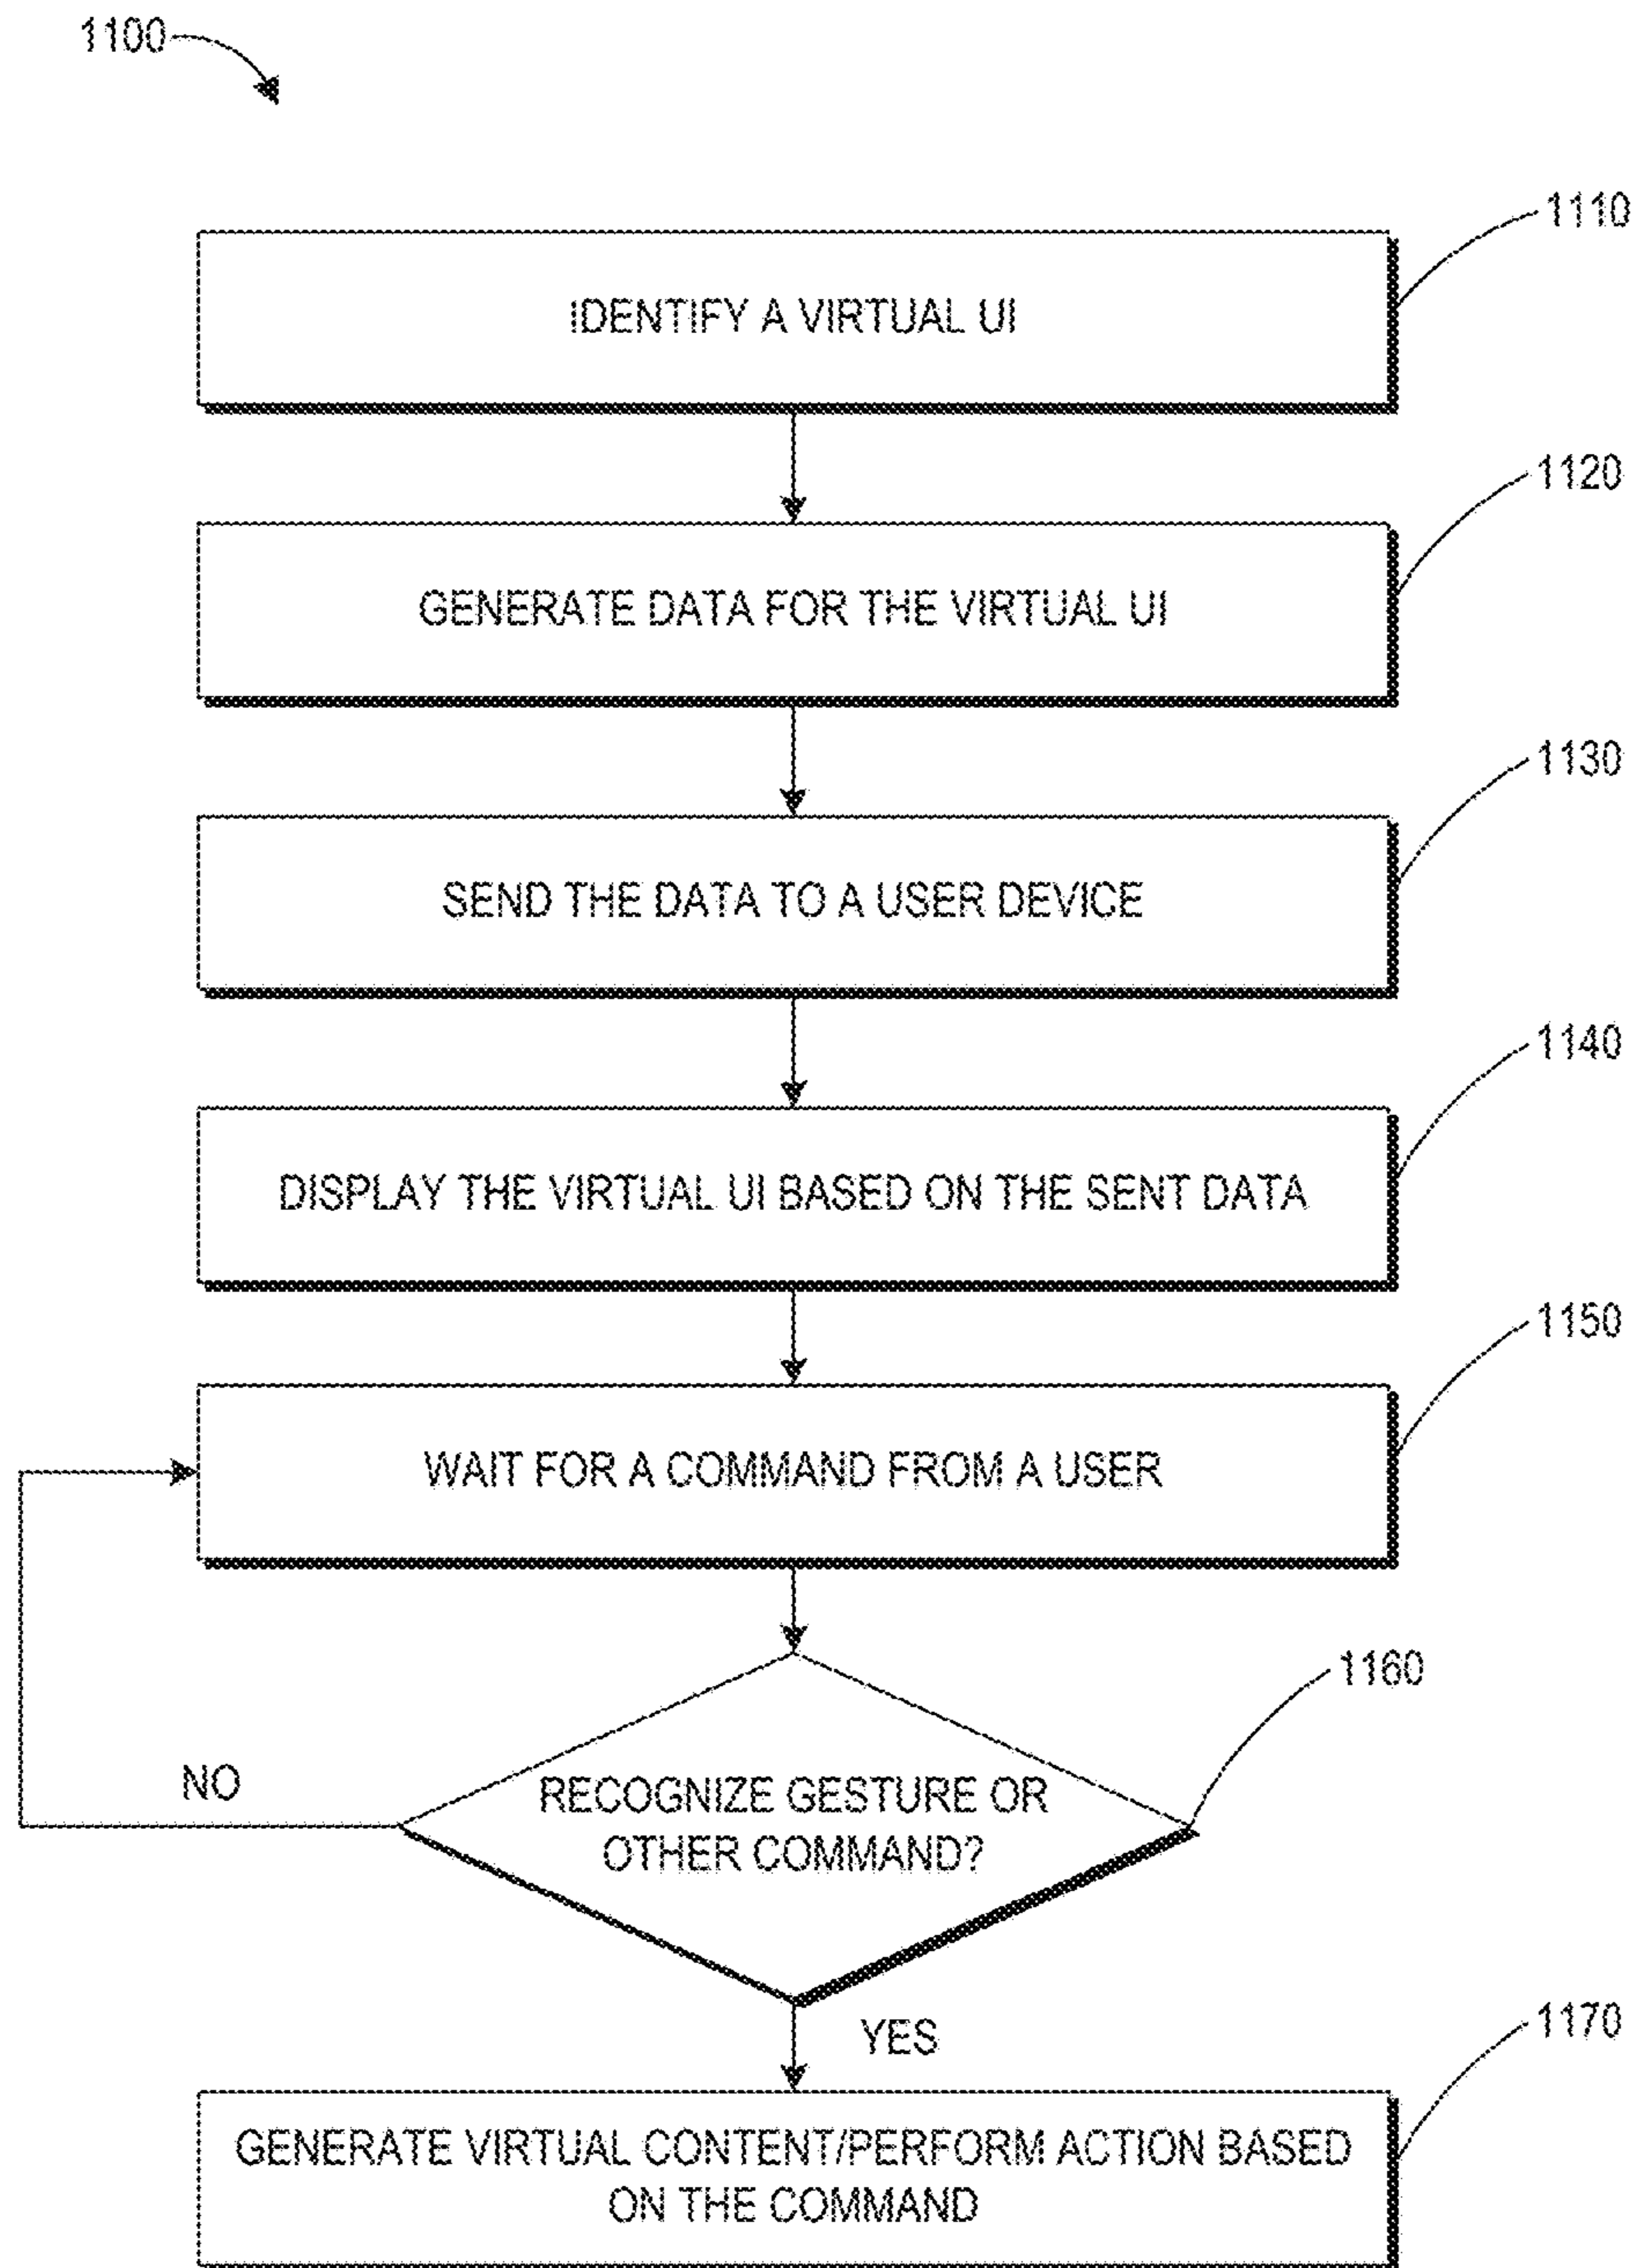 1100
1110
IDENTIFY A VIRTUAL UI
1120
GENERATE DATA FOR THE VIRTUAL UI
1130
SEND THE DATA TO A USER DEVICE
1140
DISPLAY THE VIRTUAL UI BASED ON THE SENT DATA
1150
WAIT FOR A COMMAND FROM A USER
1160
NO
RECOGNIZE GESTURE OR
OTHER COMMAND?
YES
1170
GENERATE VIRTUAL CONTENT/PERFORM ACTION BASED
ON THE COMMAND